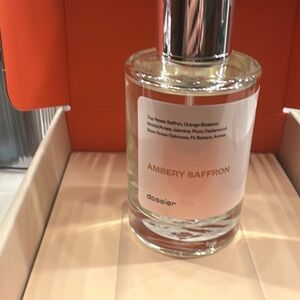 Top Notes: Saffron, Orange Blossom
Middle Notes: Jasmine, Plum, Cedarwood
Base Notes: Oakmoss, Fir Balsam, Amber
AMBERY SAFFRON
dossier